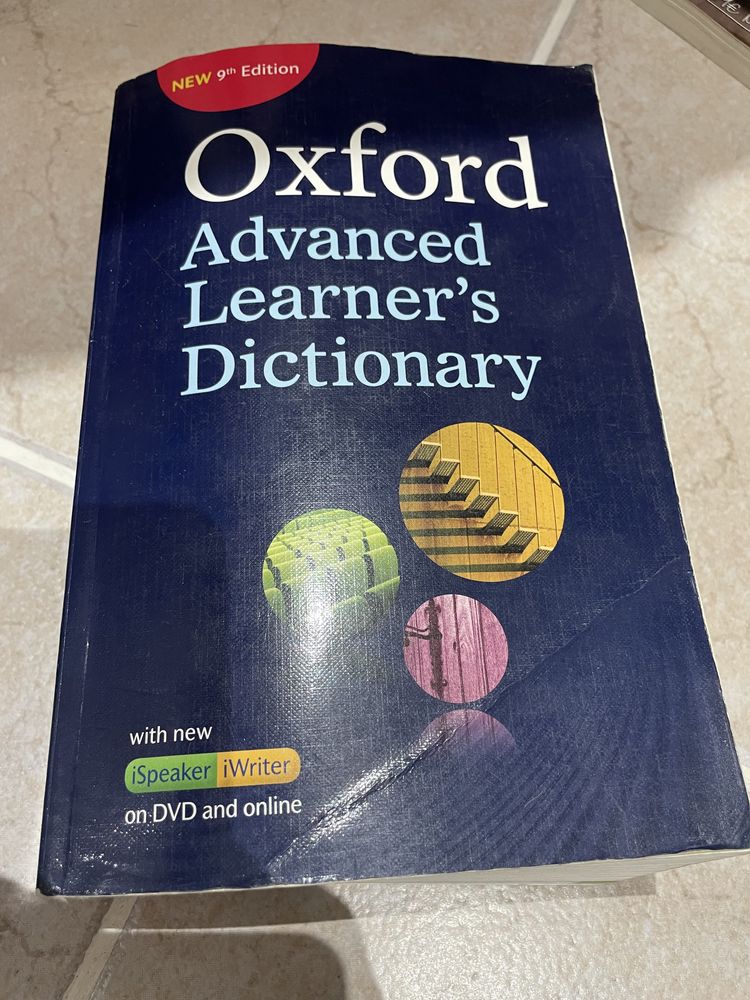 NEW 9th Edition
Oxford
Advanced
Learner's
Dictionary
with new
iSpeaker iWriter
on DVD and online